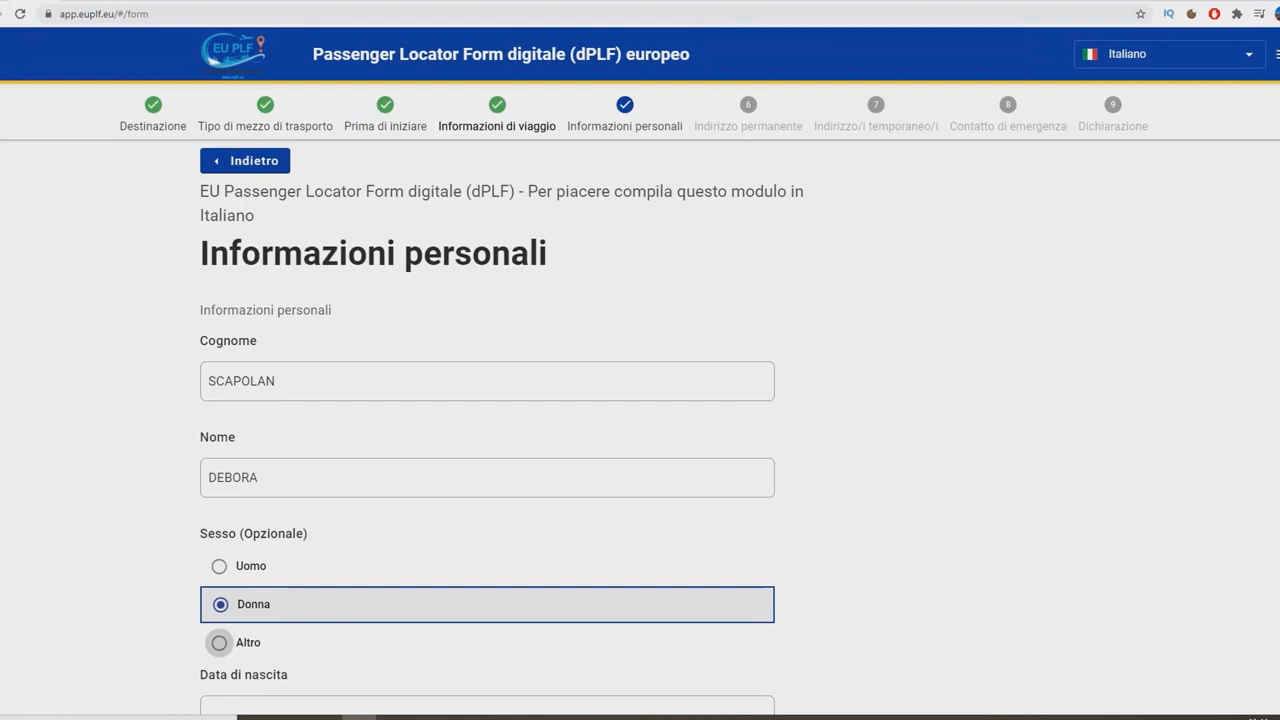 app.euplf.eu/#/form
IQ
EU PLF
Passenger Locator Form digitale (dPLF) europeo
Italiano
Destinazione
Tipo di mezzo di trasporto
Prima di iniziare
Informazioni di viaggio
Informazioni personali
6
Indirizzo permanente
7
Indirizzo/i temporaneo/i
8
Contatto di emergenza
9
Dichiarazione
Indietro
EU Passenger Locator Form digitale (dPLF) - Per piacere compila questo modulo in
Italiano
Informazioni personali
Informazioni personali
Cognome
SCAPOLAN
Nome
DEBORA
Sesso (Opzionale)
Uomo
Donna
Altro
Data di nascita